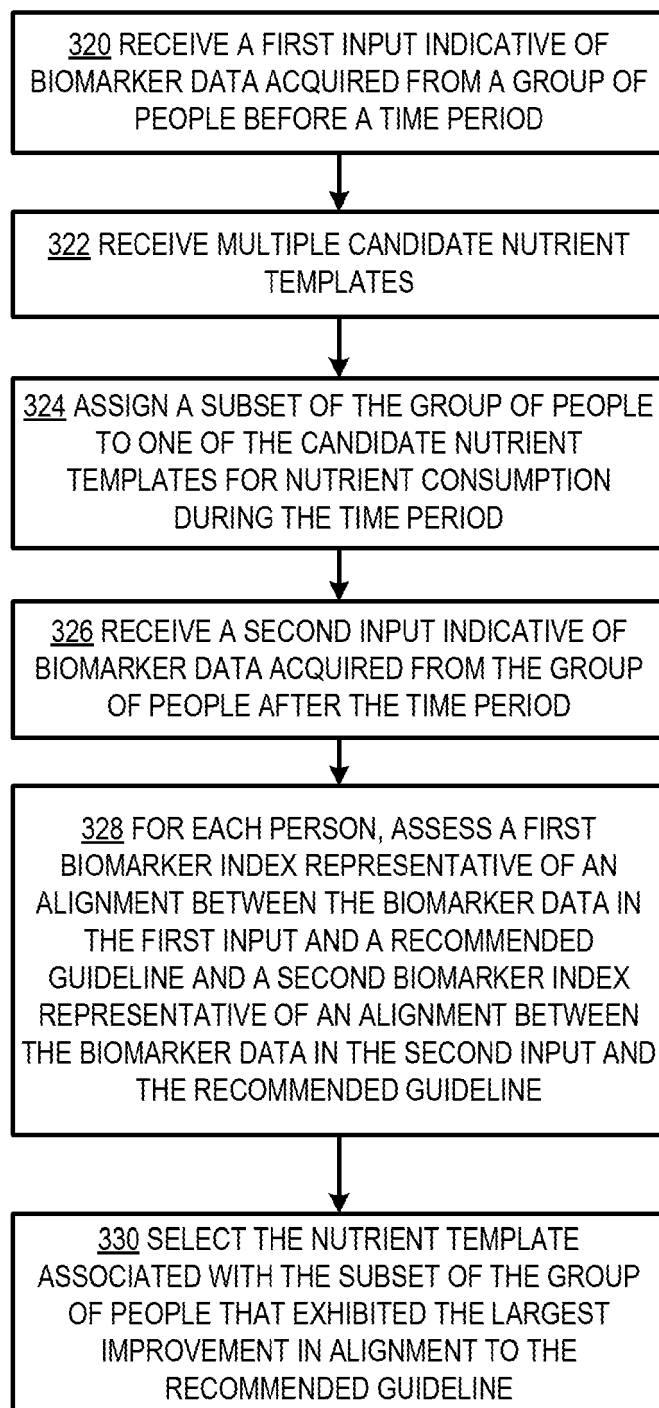 320 RECEIVE A FIRST INPUT INDICATIVE OF
BIOMARKER DATA ACQUIRED FROM A GROUP OF
PEOPLE BEFORE A TIME PERIOD
322 RECEIVE MULTIPLE CANDIDATE NUTRIENT
TEMPLATES
324 ASSIGN A SUBSET OF THE GROUP OF PEOPLE
TO ONE OF THE CANDIDATE NUTRIENT
TEMPLATES FOR NUTRIENT CONSUMPTION
DURING THE TIME PERIOD
326 RECEIVE A SECOND INPUT INDICATIVE OF
BIOMARKER DATA ACQUIRED FROM THE GROUP
OF PEOPLE AFTER THE TIME PERIOD
328 FOR EACH PERSON, ASSESS A FIRST
BIOMARKER INDEX REPRESENTATIVE OF AN
ALIGNMENT BETWEEN THE BIOMARKER DATA IN
THE FIRST INPUT AND A RECOMMENDED
GUIDELINE AND A SECOND BIOMARKER INDEX
REPRESENTATIVE OF AN ALIGNMENT BETWEEN
THE BIOMARKER DATA IN THE SECOND INPUT AND
THE RECOMMENDED GUIDELINE
330 SELECT THE NUTRIENT TEMPLATE
ASSOCIATED WITH THE SUBSET OF THE GROUP
OF PEOPLE THAT EXHIBITED THE LARGEST
IMPROVEMENT IN ALIGNMENT TO THE
RECOMMENDED GUIDELINE